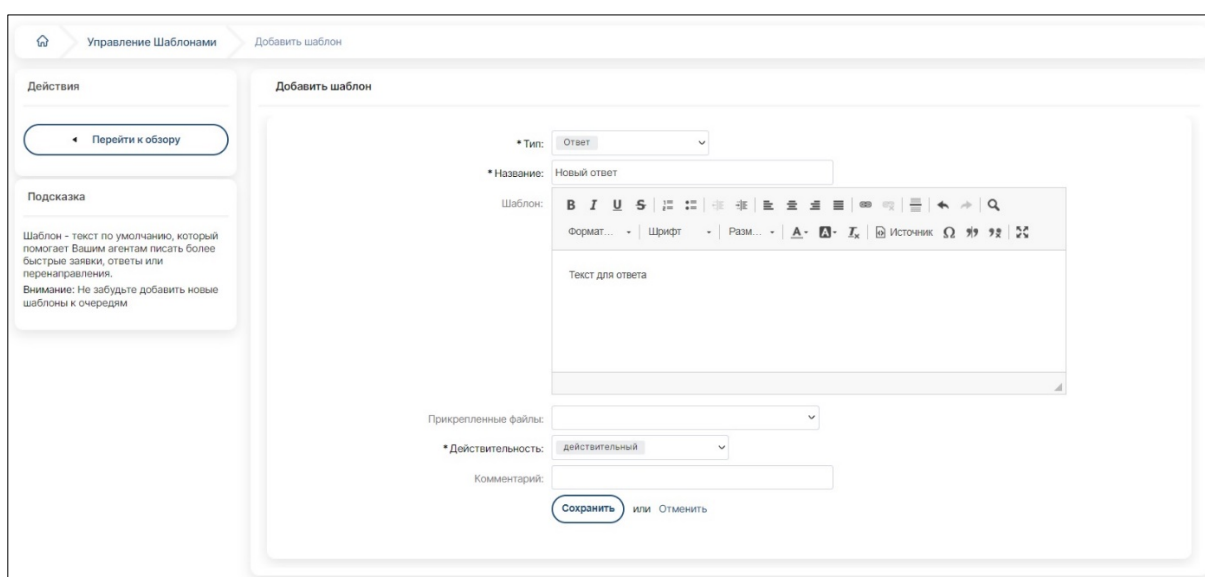 Управление Шаблонами Добавить шаблон
Действия
Перейти к обзору
Подсказка
Шаблон - текст по умолчанию, который
помогает Вашим агентам писать более
быстрые заявки, ответы или
перенаправления.
Внимание: Не забудьте добавить новые
шаблоны к очередям
Добавить шаблон
* Тип: Ответ
* Название: Новый ответ
Шаблон:
B I U S
Формат... Шрифт Разм... A A Ix Источник Ω
Текст для ответа
Прикрепленные файлы:
* Действительность: действительный
Комментарий:
Сохранить или Отменить